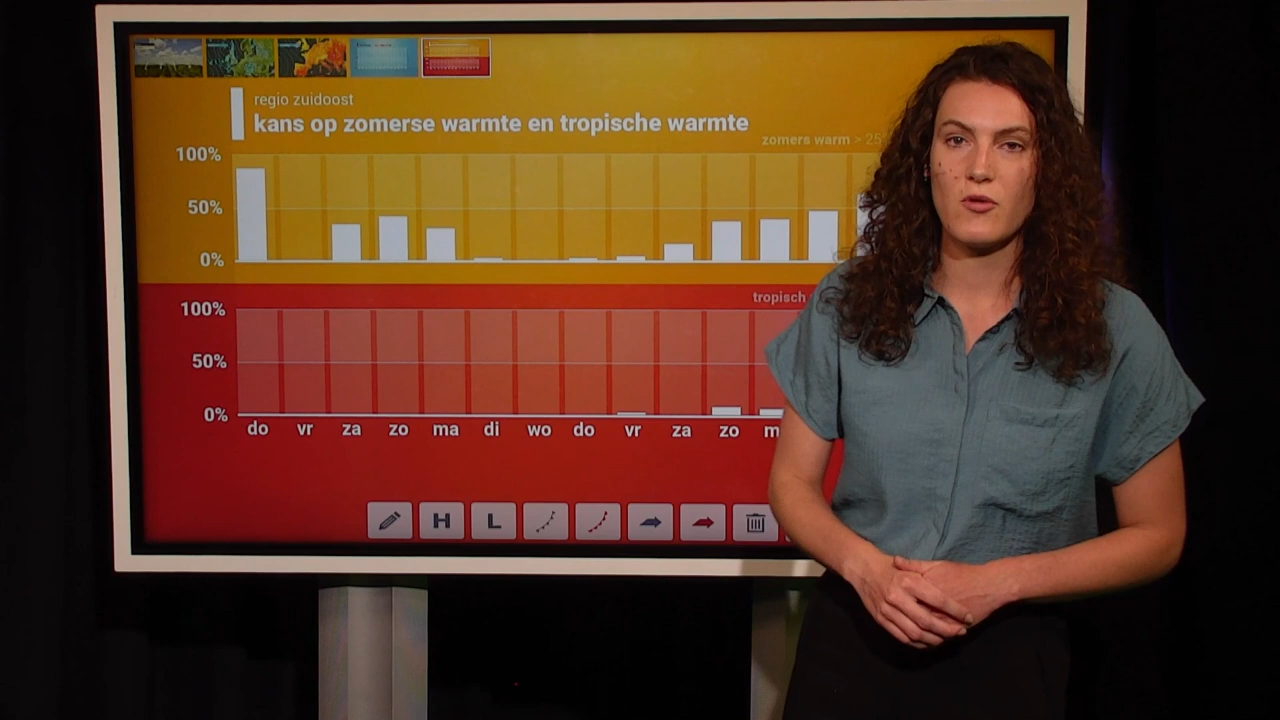 regio zuidoost
kans op zomerse warmte en tropische warmte
zomers warm > 25°
100%
50%
0%
tropisch
100%
50%
0%
do vr za zo ma di wo do vr za zo m
H L